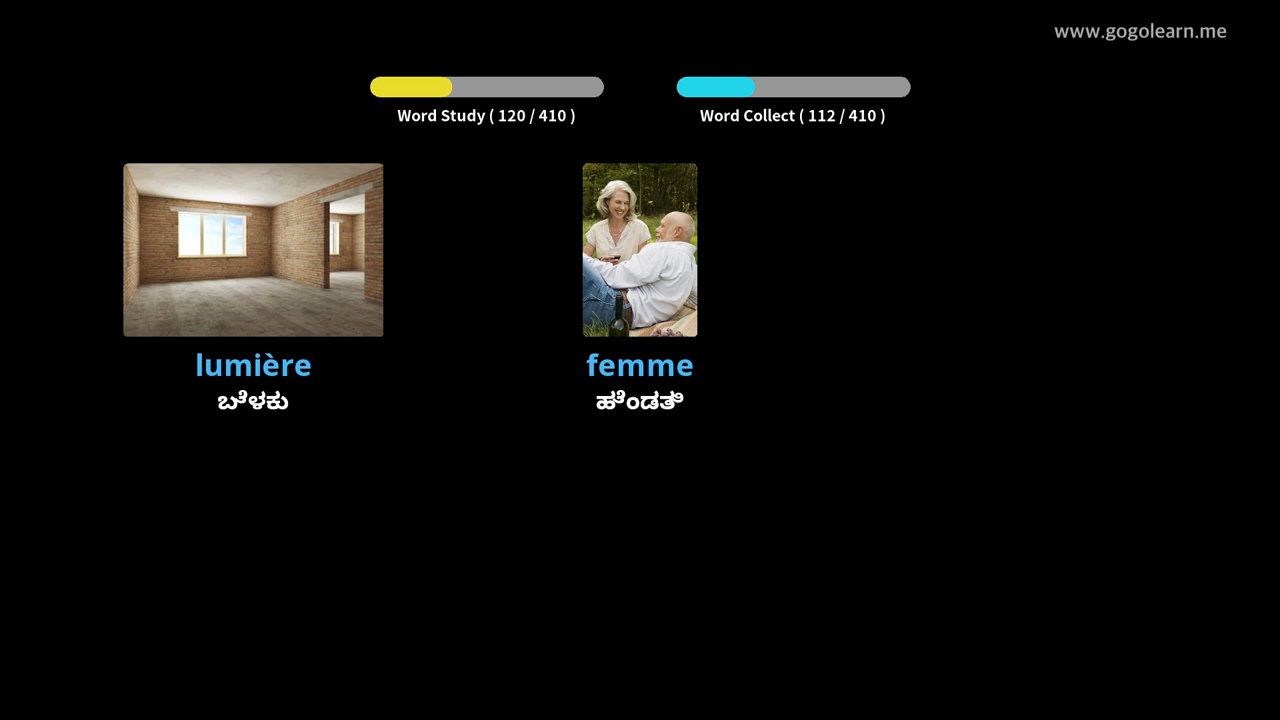 www.gogolearn.me
Word Study ( 120 / 410 )
Word Collect ( 112 / 410 )
lumière
femme
ಬೆಳಕು
ಹೆಂಡತಿ